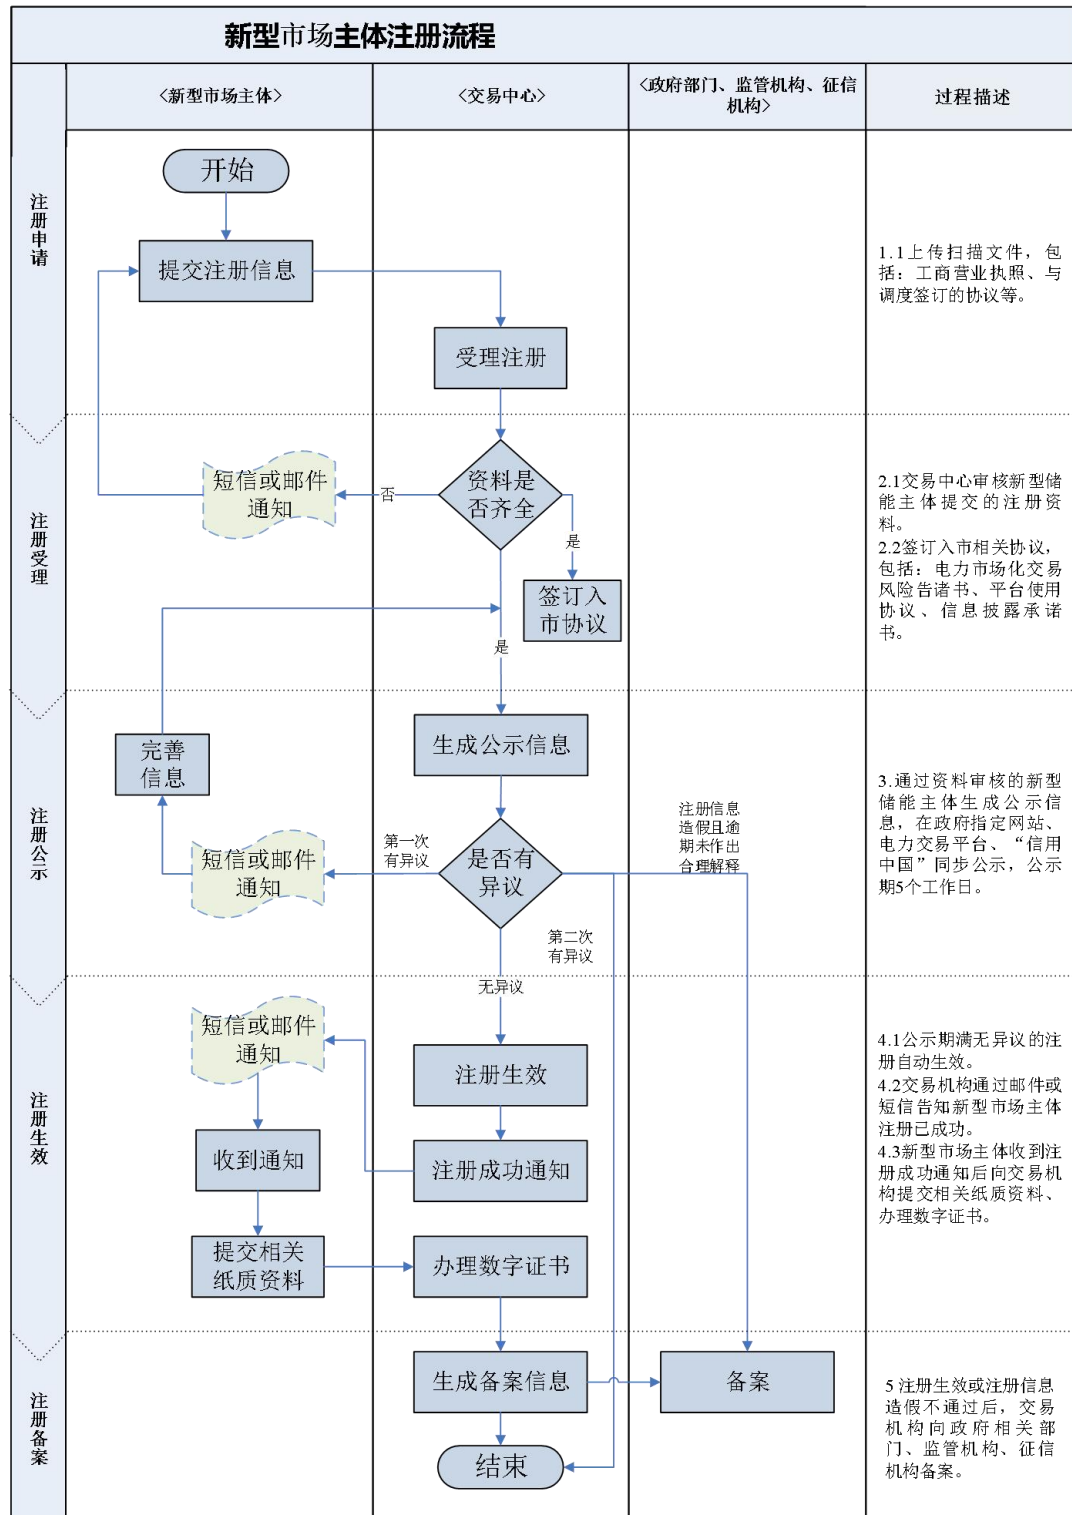 新型市场主体注册流程
<新型市场主体>
<交易中心>
<政府部门、监管机构、征信
机构>
过程描述
注册申请
开始
提交注册信息
受理注册
1.1上传扫描文件，包
括：工商营业执照、与
调度签订的协议等。
注册受理
短信或邮件
通知
否
资料是
否齐全
是
签订入
市协议
是
2.1交易中心审核新型储
能主体提交的注册资
料。
2.2签订入市相关协议，
包括：电力市场化交易
风险告诸书、平台使用
协议、信息披露承诺
书。
注册公示
生成公示信息
完善
信息
短信或邮件
通知
第一次
有异议
是否有
异议
注册信息
造假且逾
期未作出
合理解释
第二次
有异议
无异议
3.通过资料审核的新型
储能主体生成公示信
息，在政府指定网站、
电力交易平台、“信用
中国”同步公示，公示
期5个工作日。
注册生效
短信或邮件
通知
注册生效
收到通知
注册成功通知
提交相关
纸质资料
办理数字证书
4.1公示期满无异议的注
册自动生效。
4.2交易机构通过邮件或
短信告知新型市场主体
注册已成功。
4.3新型市场主体收到注
册成功通知后向交易机
构提交相关纸质资料、
办理数字证书。
注册备案
生成备案信息
备案
结束
5 注册生效或注册信息
造假不通过后，交易
机构向政府相关部
门、监管机构、征信
机构备案。